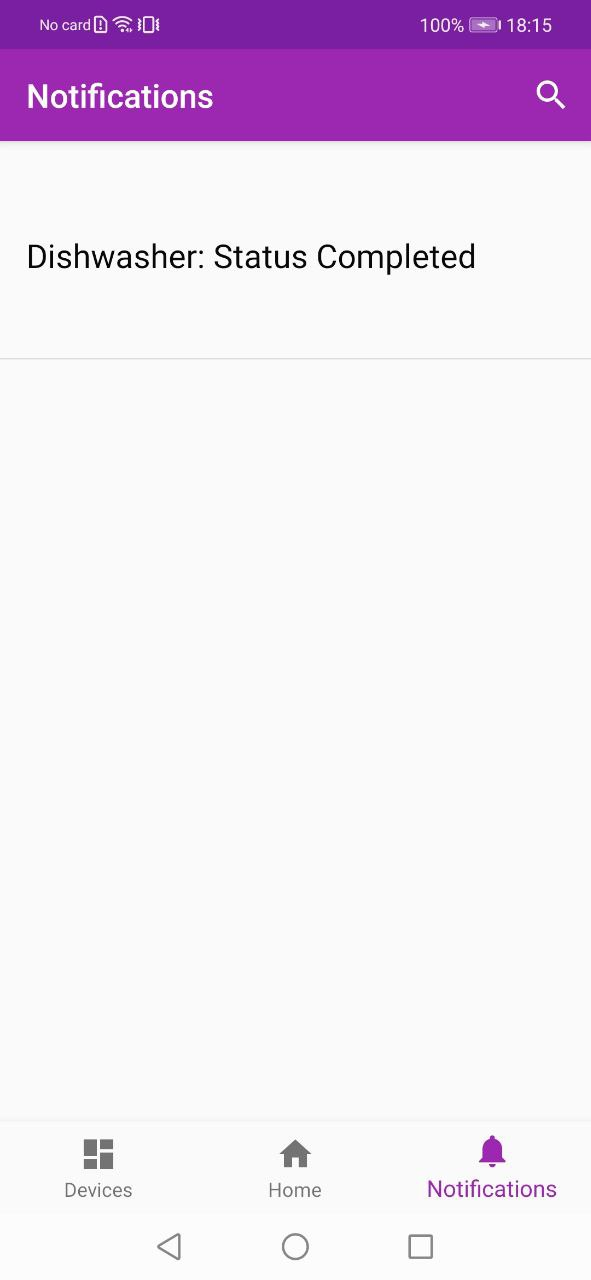 No card 100% 18:15
Notifications
Dishwasher: Status Completed
Devices Home Notifications